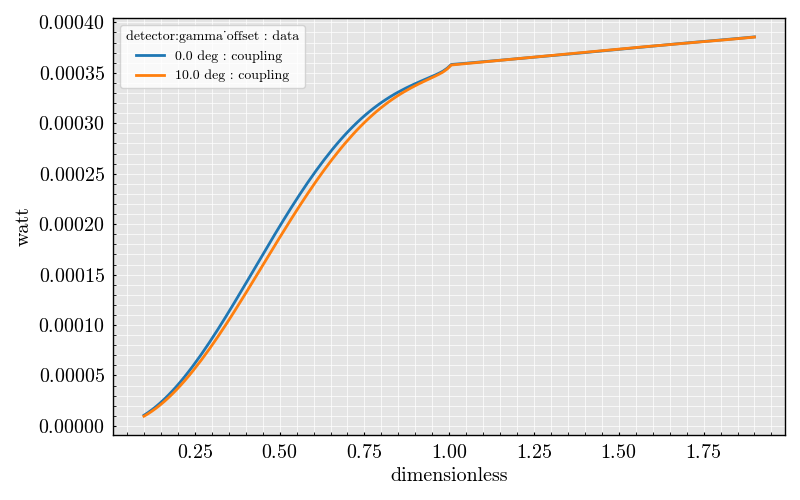 0.00040
0.00035
0.00030
0.00025
0.00020
0.00015
0.00010
0.00005
0.00000
watt
detector:gamma˙offset : data
0.0 deg : coupling
10.0 deg : coupling
0.25 0.50 0.75 1.00 1.25 1.50 1.75
dimensionless